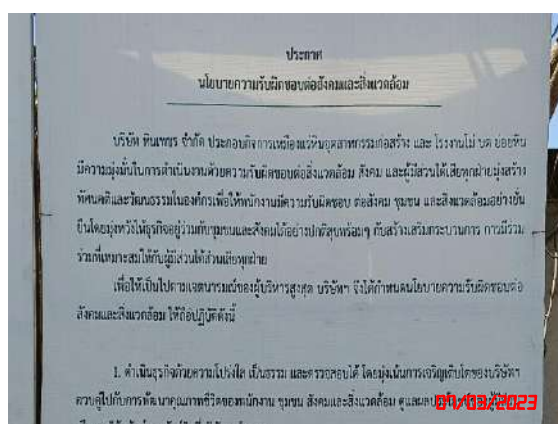 ประกาศ
นโยบายความรับผิดชอบต่อสังคมและสิ่งแวดล้อม
บริษัท หินเพชร จำกัด ประกอบกิจการเหมืองแร่หินอุตสาหกรรมก่อสร้าง และ โรงงานโม่ บด ย่อยหิน
มีความมุ่งมั่นในการดำเนินงานด้วยความรับผิดชอบต่อสิ่งแวดล้อม สังคม และผู้มีส่วนได้เสียทุกฝ่ายมุ่งสร้าง
ทัศนคติและวัฒนธรรมในองค์กรเพื่อให้พนักงานมีความรับผิดชอบ ต่อสังคม ชุมชน และสิ่งแวดล้อมอย่างยั่ง
ยืนโดยมุ่งหวังให้ธุรกิจอยู่ร่วมกับชุมชนและสังคมได้อย่างปกติสุขพร้อมๆ กับสร้างเสริมกระบวนการ การมีส่วน
ร่วมที่เหมาะสมให้กับผู้มีส่วนได้ส่วนเสียทุกฝ่าย
เพื่อให้เป็นไปตามเจตนารมณ์ของผู้บริหารสูงสุด บริษัทฯ จึงได้กำหนดนโยบายความรับผิดชอบต่อ
สังคมและสิ่งแวดล้อม ให้ถือปฏิบัติดังนี้
1. ดำเนินธุรกิจด้วยความโปร่งใส เป็นธรรม และตรวจสอบได้ โดยมุ่งเน้นการเจริญเติบโตของบริษัทฯ
ควบคู่ไปกับการพัฒนาคุณภาพชีวิตของพนักงาน ชุมชน สังคมและสิ่งแวดล้อม ดูแล
07/03/2023